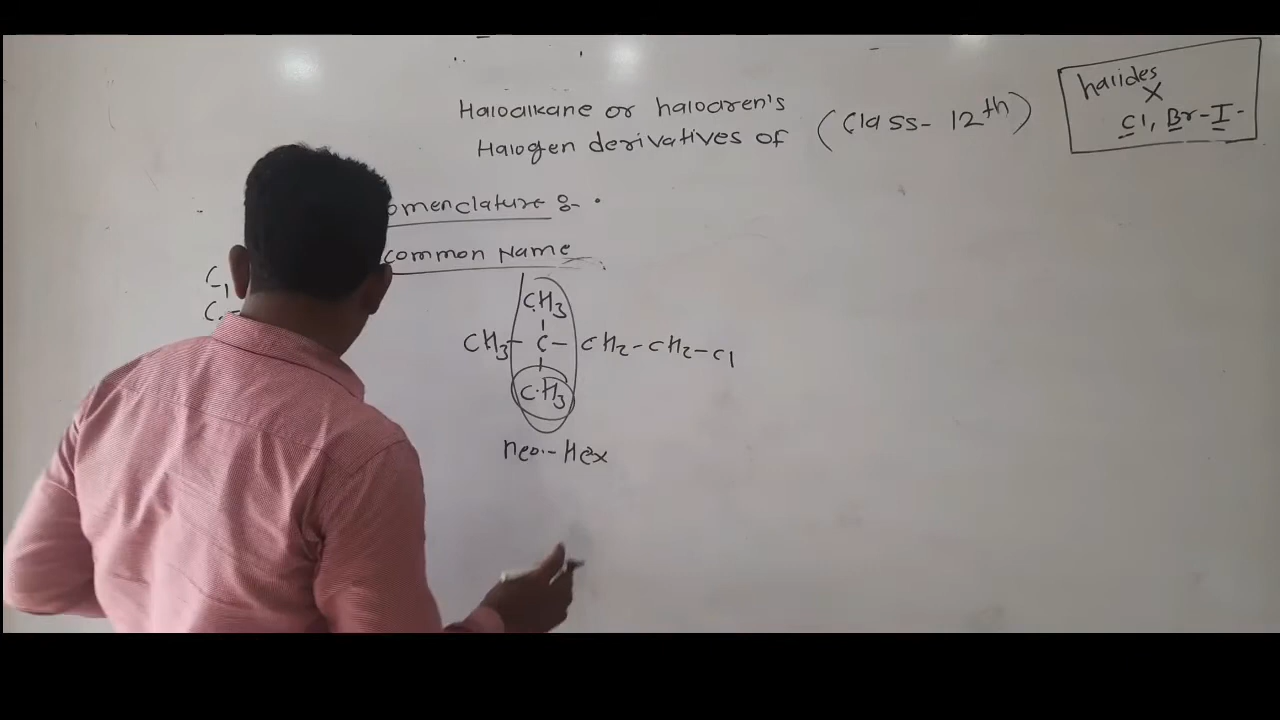 halides
X
Cl, Br-I-
Haloalkane or haloaren's
Halogen derivatives of
(Class- 12th)
omenclature :-
common Name
CH3
CH3-C-CH2-CH2-Cl
CH3
neo-Hex